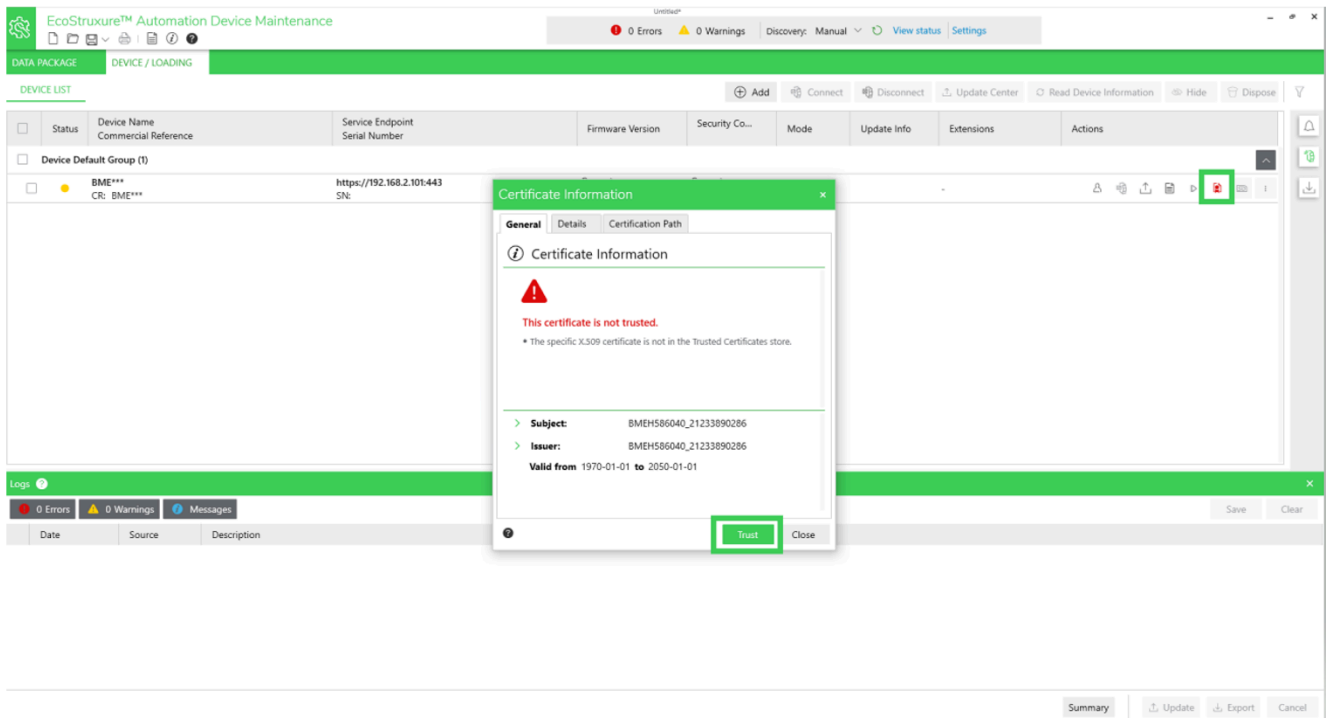 Untitled*
EcoStruxure™ Automation Device Maintenance
0 Errors 0 Warnings Discovery: Manual View status Settings
DATA PACKAGE DEVICE / LOADING
DEVICE LIST
Add Connect Disconnect Update Center Read Device Information Hide Dispose
Status Device Name Service Endpoint Firmware Version Security Co... Mode Update Info Extensions Actions
Commercial Reference Serial Number
Device Default Group (1)
BME*** https://192.168.2.101:443
CR: BME*** SN: -
Certificate Information ×
General Details Certification Path
Certificate Information
This certificate is not trusted.
• The specific X.509 certificate is not in the Trusted Certificates store.
Subject: BMEH586040_21233890286
Issuer: BMEH586040_21233890286
Valid from 1970-01-01 to 2050-01-01
Trust Close
Logs
0 Errors 0 Warnings Messages Save Clear
Date Source Description
Summary Update Export Cancel